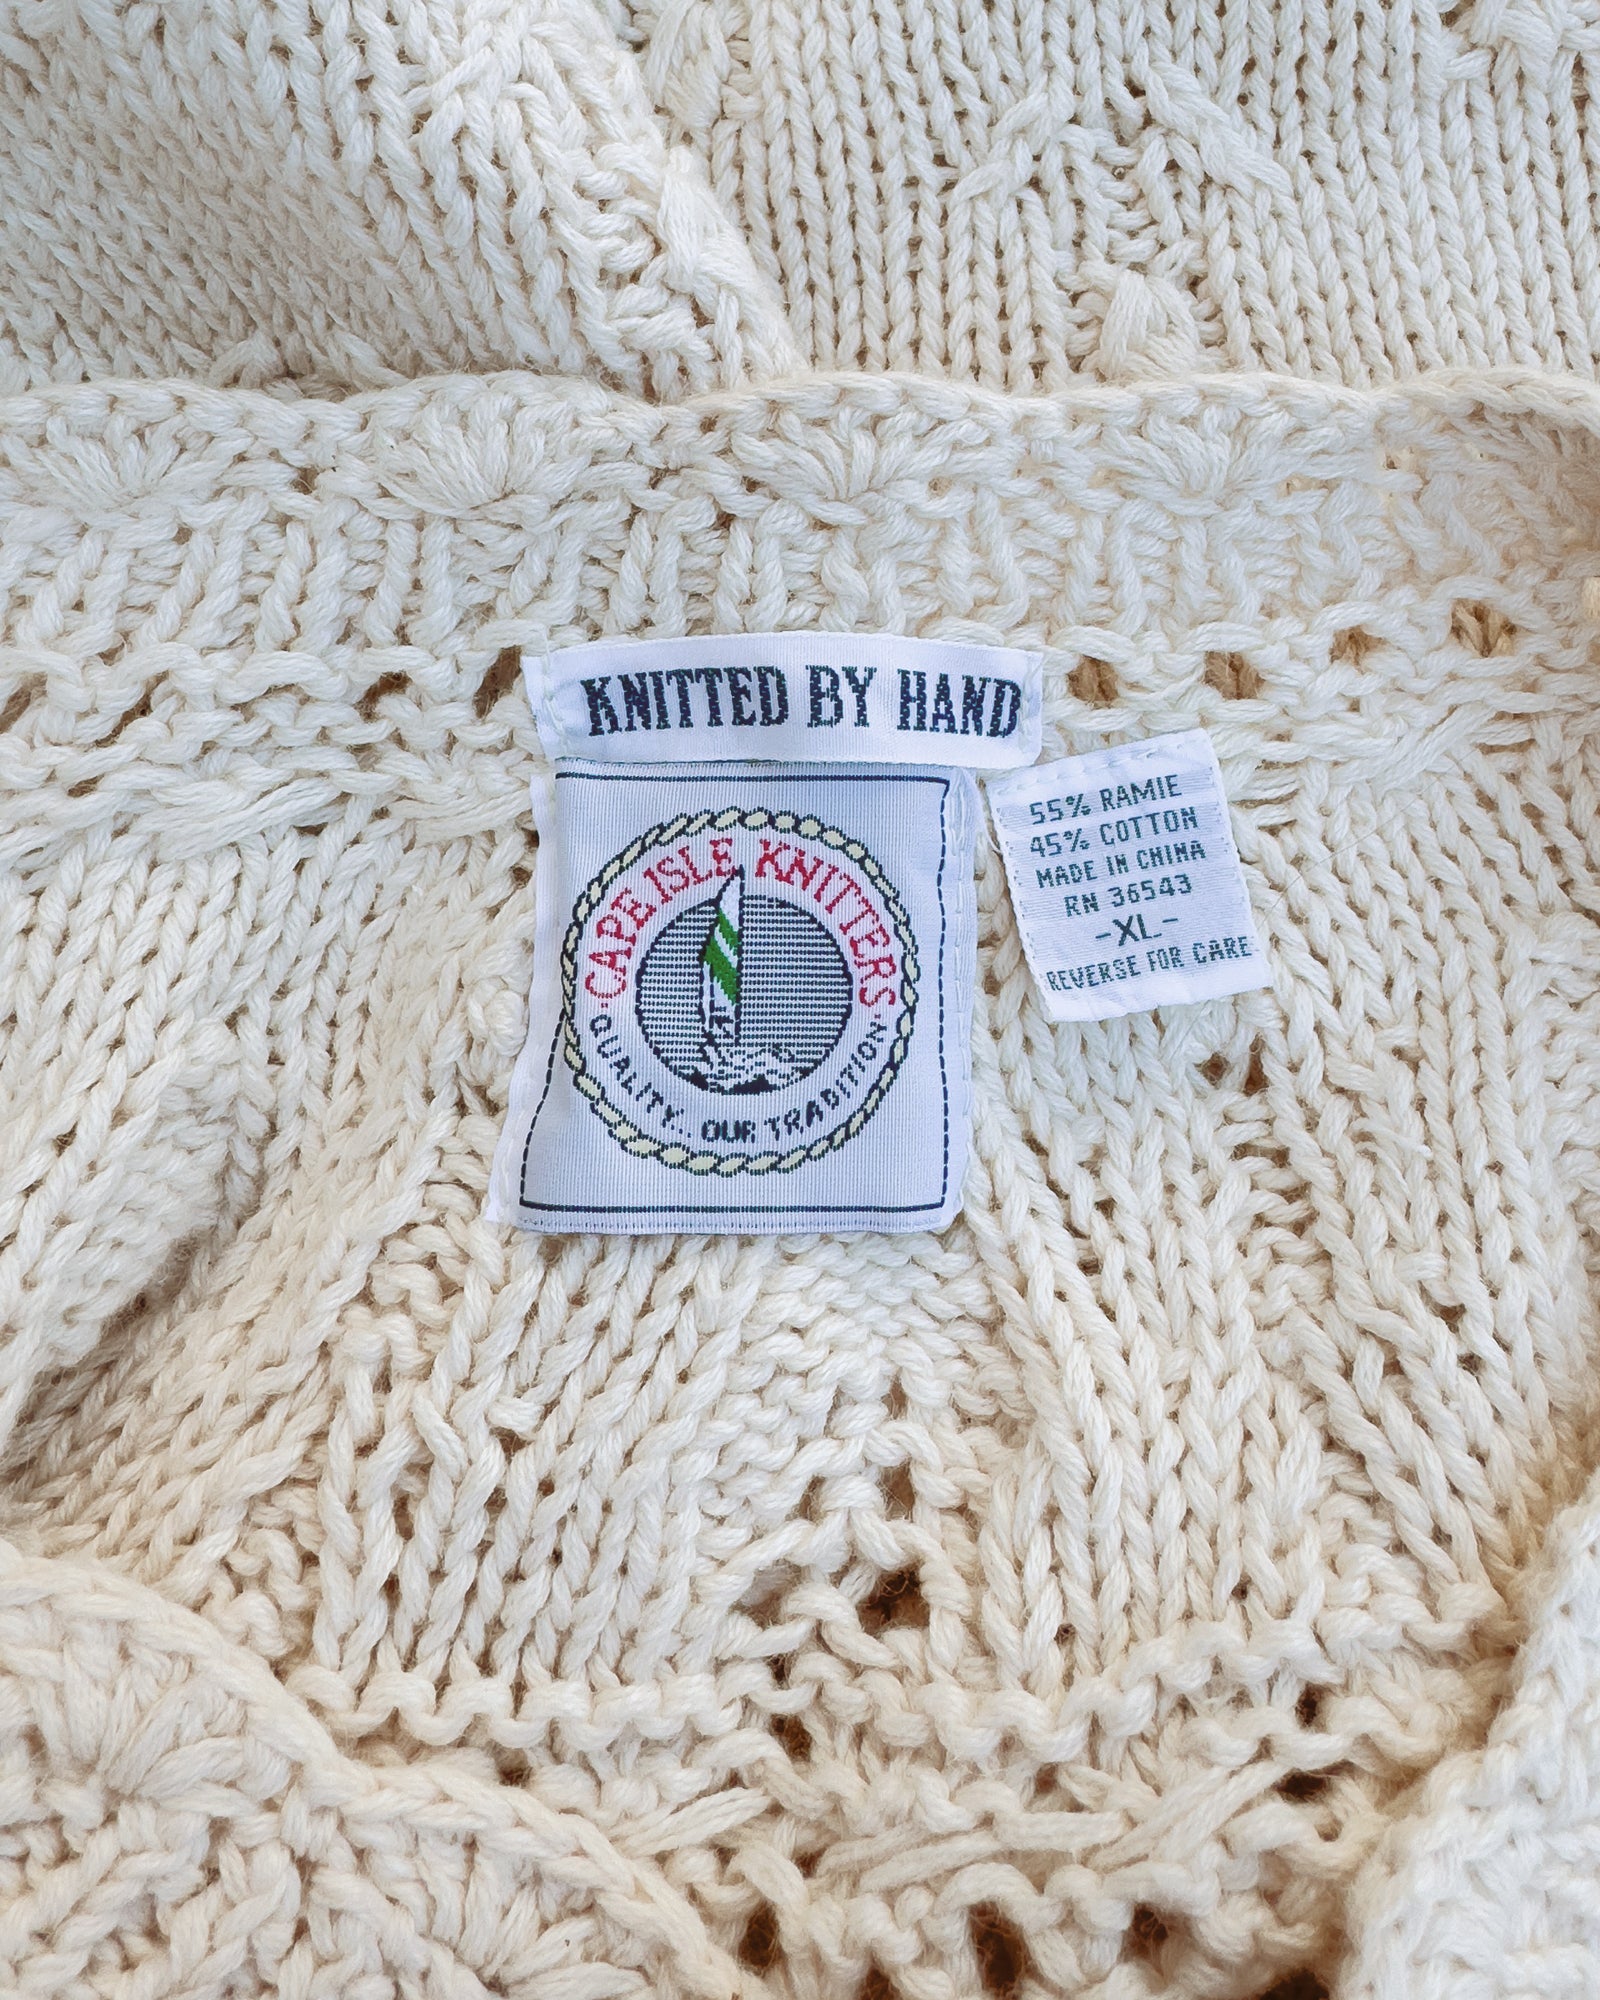 KNITTED BY HAND
·CAPE ISLE KNITTERS·
QUALITY.. OUR TRADITION
55% RAMIE
45% COTTON
MADE IN CHINA
RN 36543
-XL-
REVERSE FOR CARE